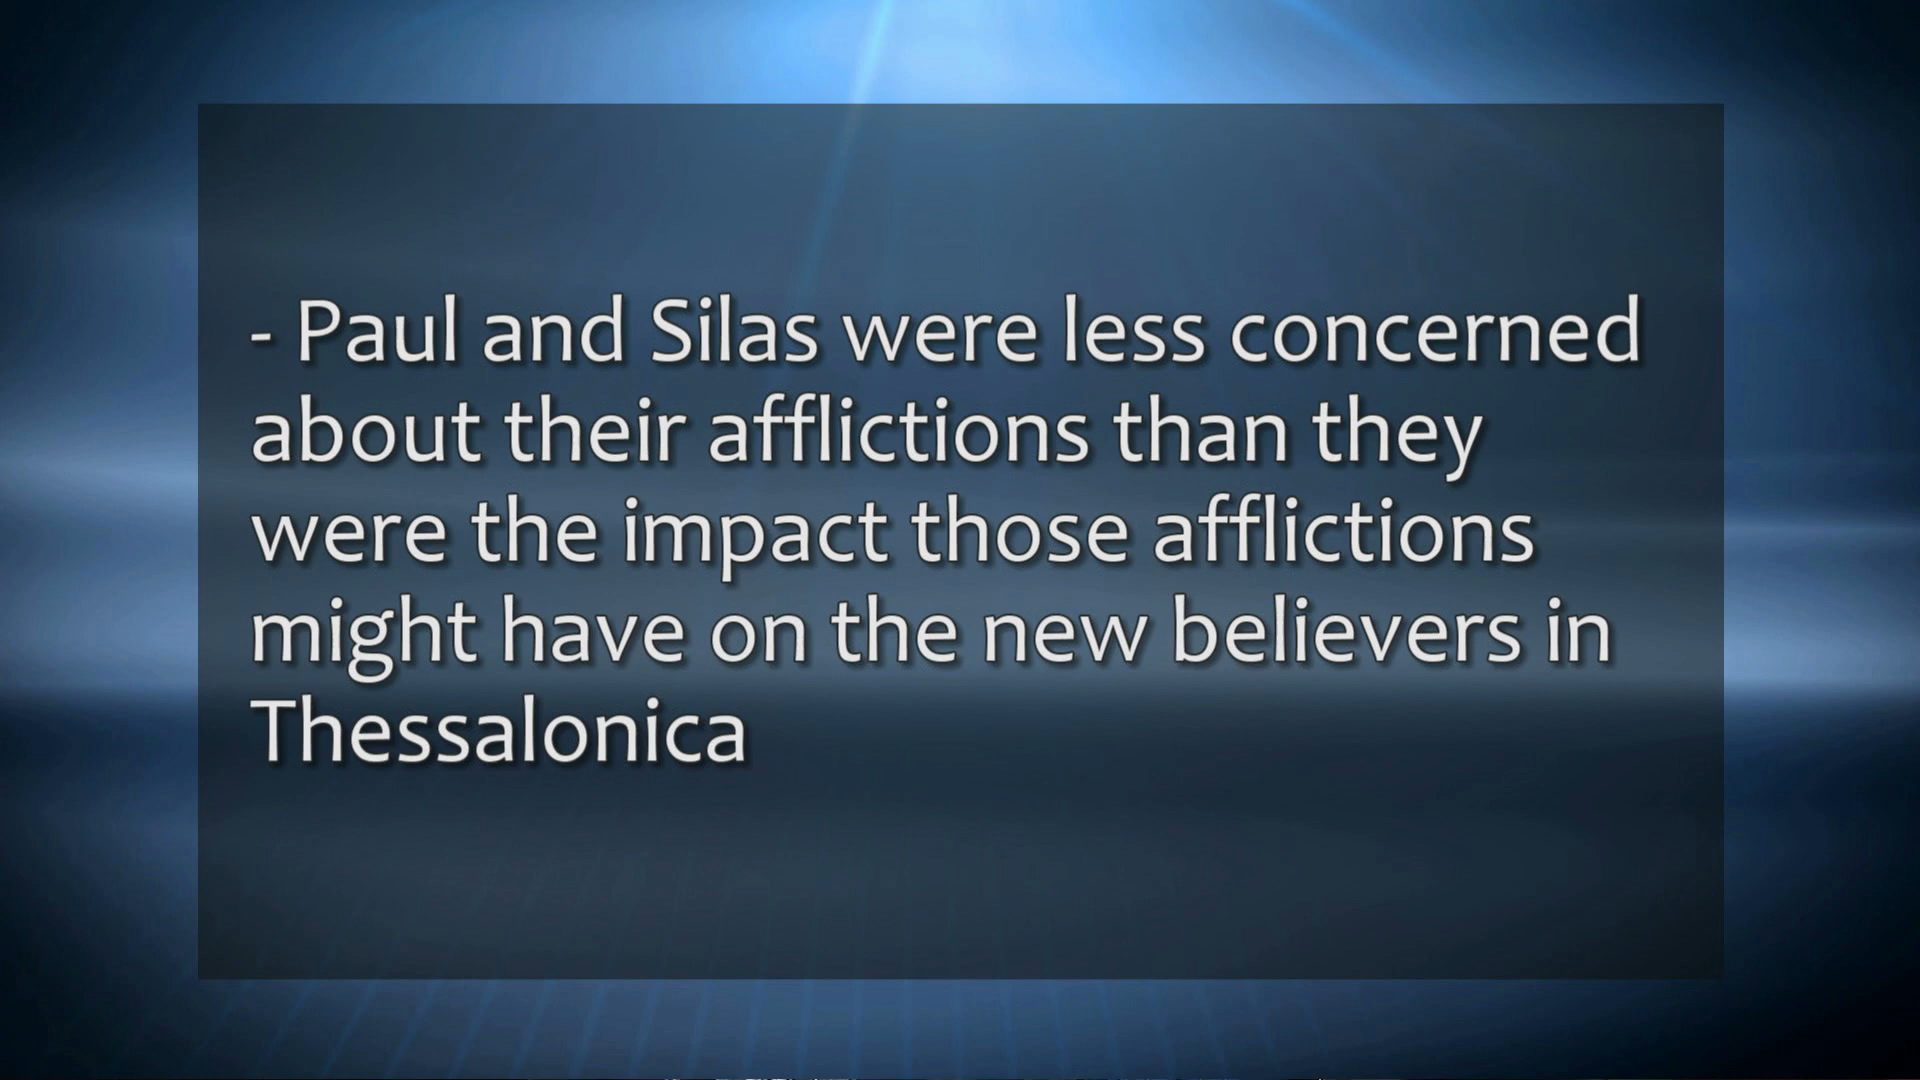 - Paul and Silas were less concerned
about their afflictions than they
were the impact those afflictions
might have on the new believers in
Thessalonica